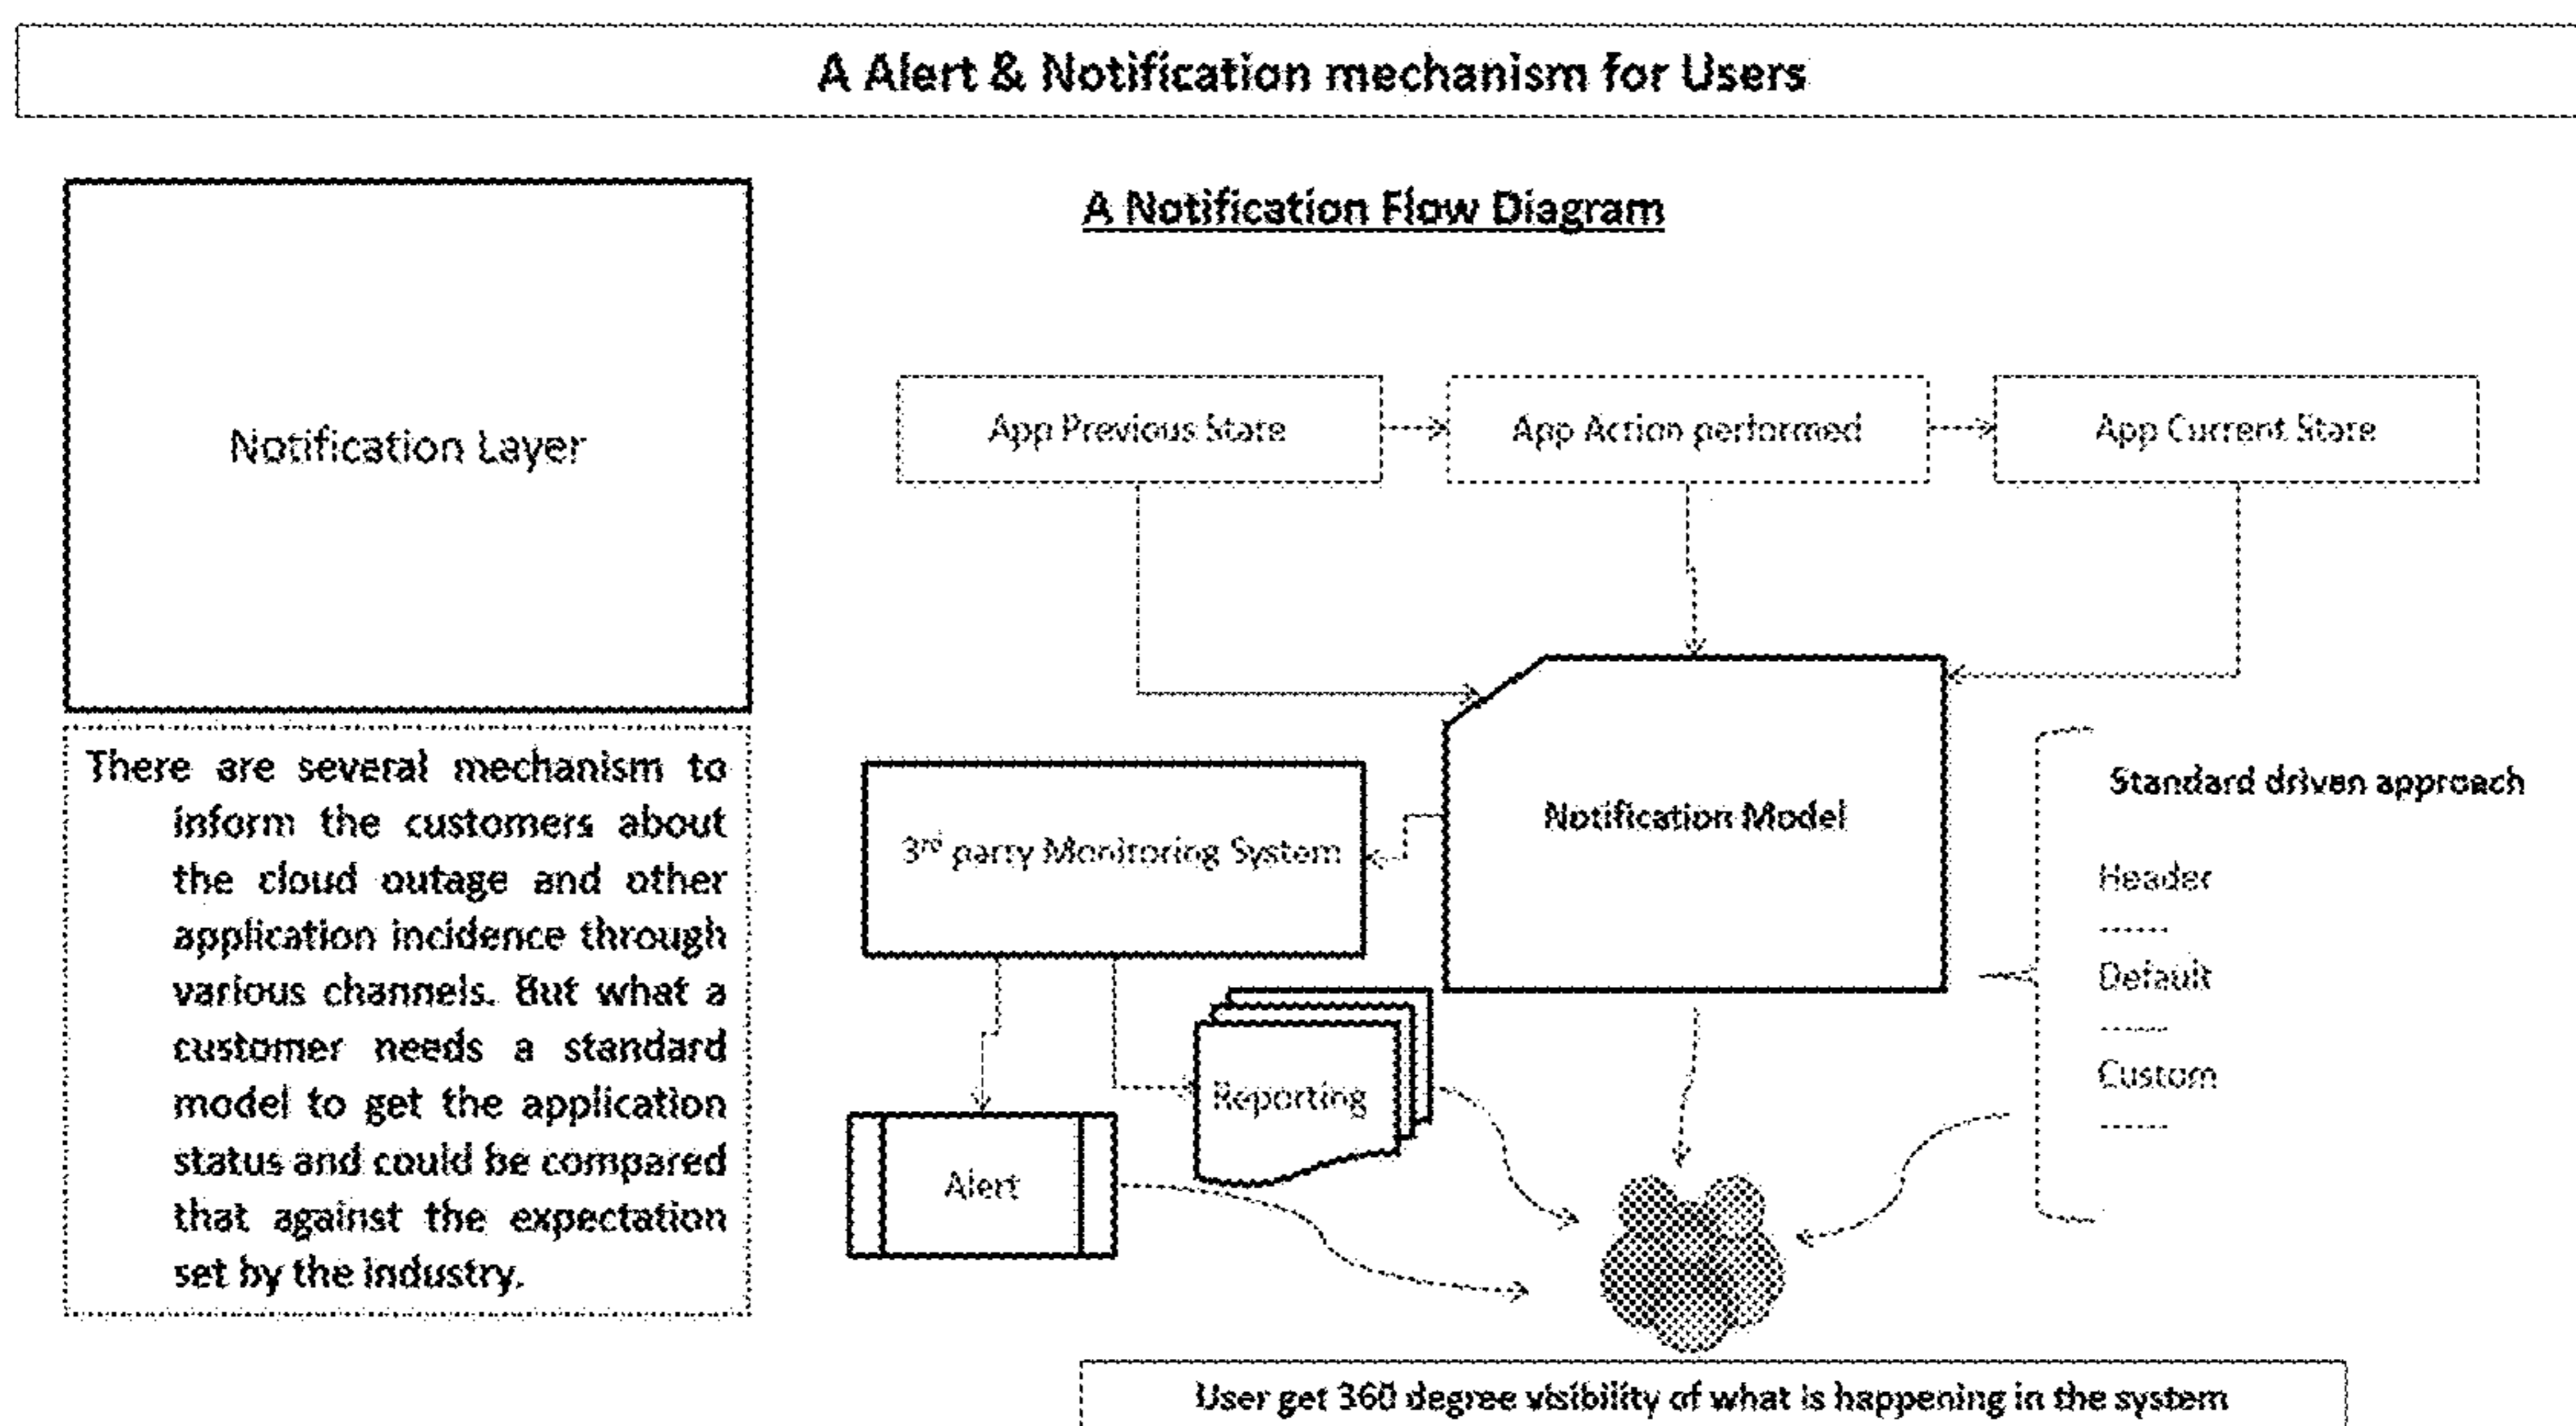 A Alert & Notification mechanism for Users
A Notification Flow Diagram
Notification Layer
There are several mechanism to
inform the customers about
the cloud outage and other
application incidence through
various channels. But what a
customer needs a standard
model to get the application
status and could be compared
that against the expectation
set by the industry.
App Previous State
App Action performed
App Current State
3rd party Monitoring System
Notification Model
Standard driven approach
Header
------
Default
------
Custom
------
Reporting
Alert
User get 360 degree visibility of what is happening in the system